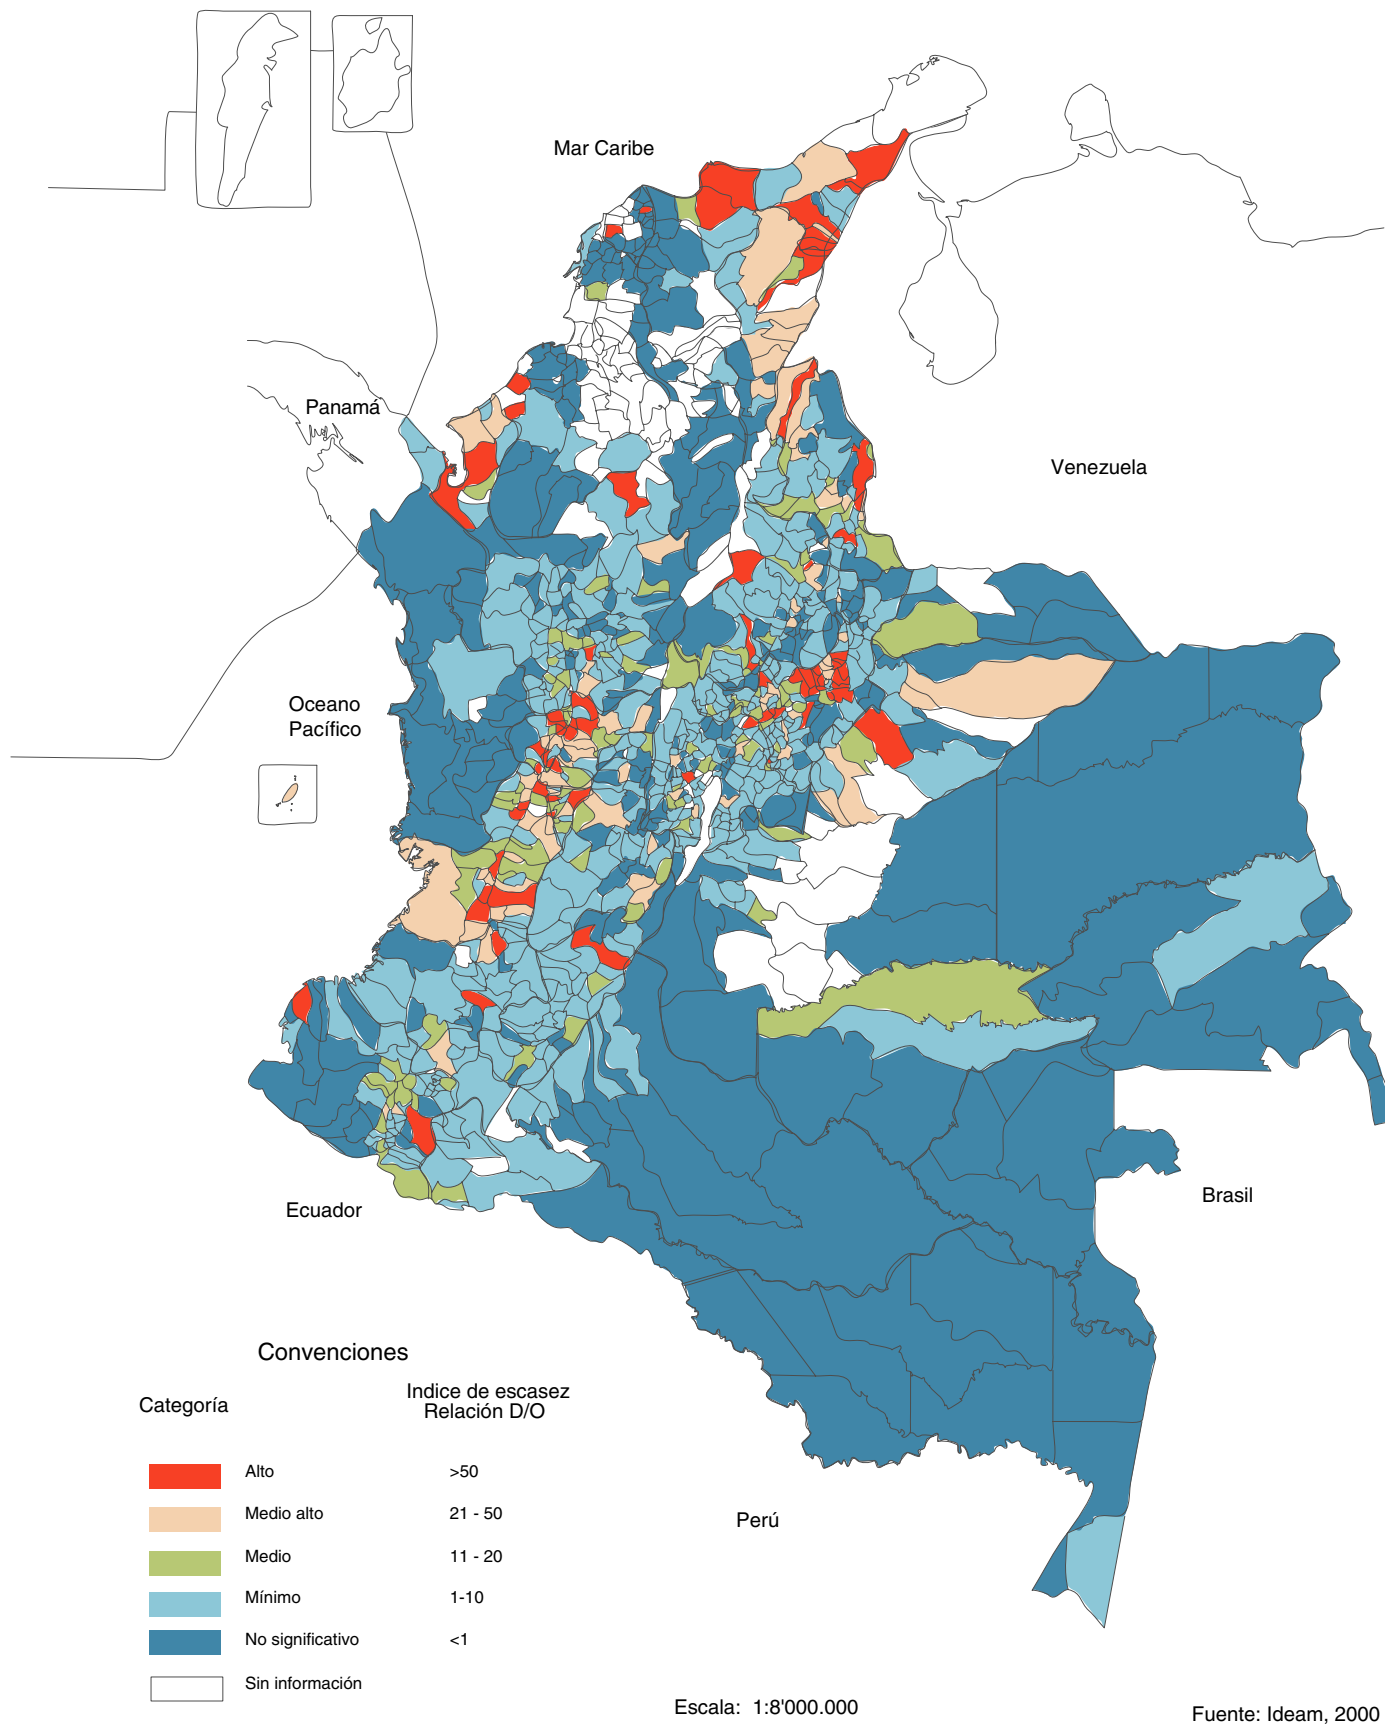 Mar Caribe
Panamá
Venezuela
Oceano
Pacífico
Ecuador
Brasil
Convenciones
Categoría
Indice de escasez
Relación D/O
Alto >50
Medio alto 21 - 50
Medio 11 - 20
Mínimo 1-10
No significativo <1
Sin información
Perú
Escala: 1:8'000.000
Fuente: Ideam, 2000